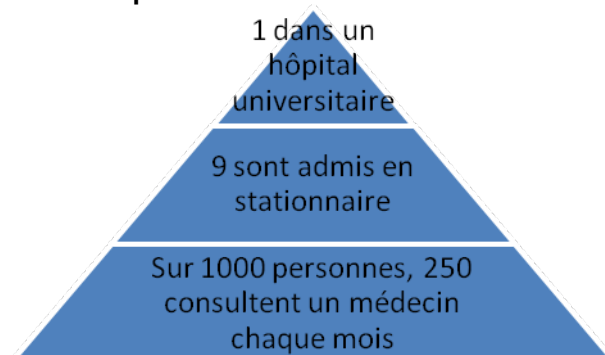 1 dans un
hôpital
universitaire
9 sont admis en
stationnaire
Sur 1000 personnes, 250
consultent un médecin
chaque mois